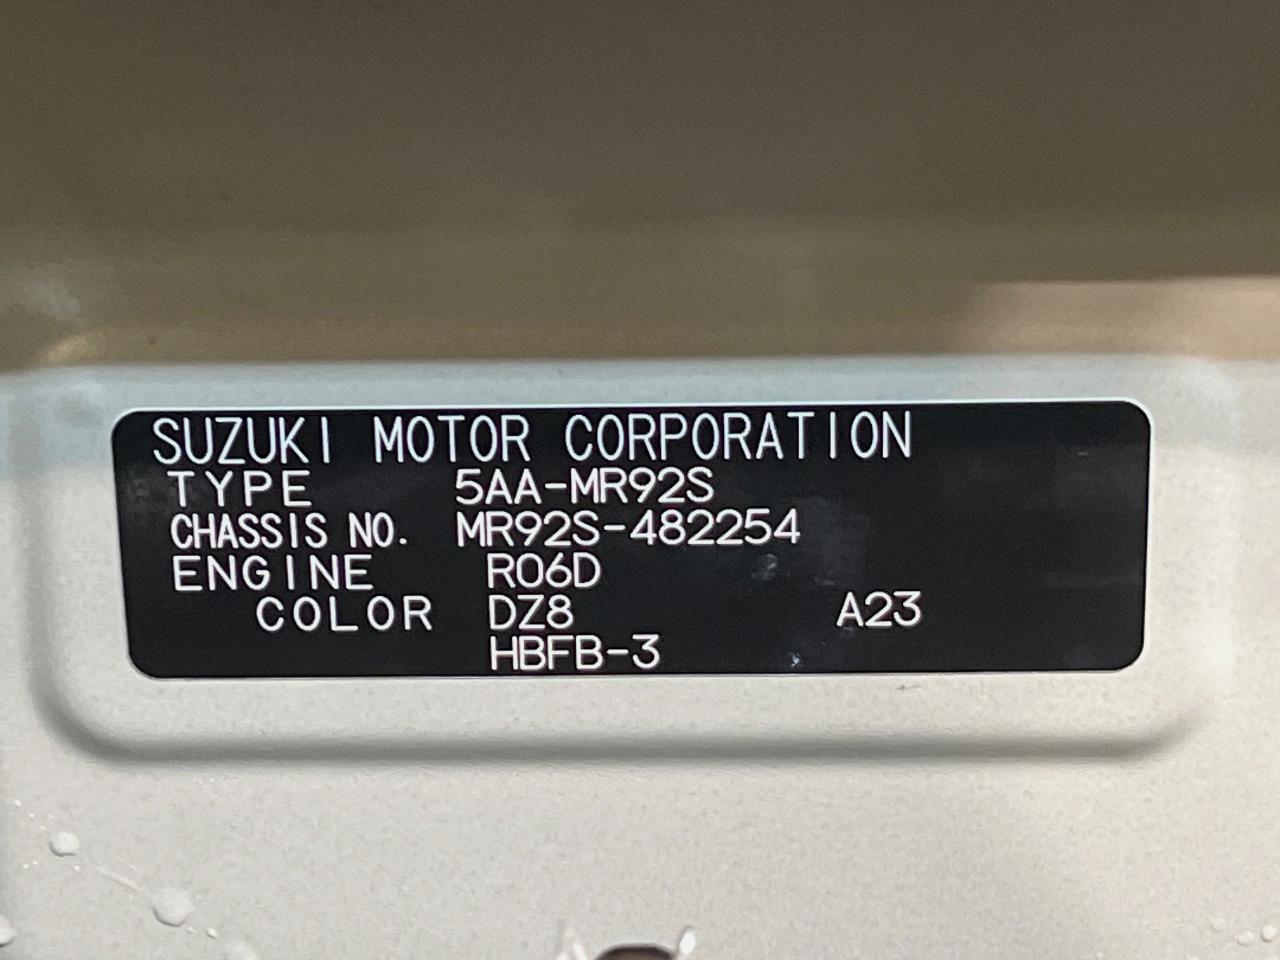 SUZUKI MOTOR CORPORATION
TYPE 5AA-MR92S
CHASSIS NO. MR92S-482254
ENGINE R06D
COLOR DZ8 A23
HBFB-3